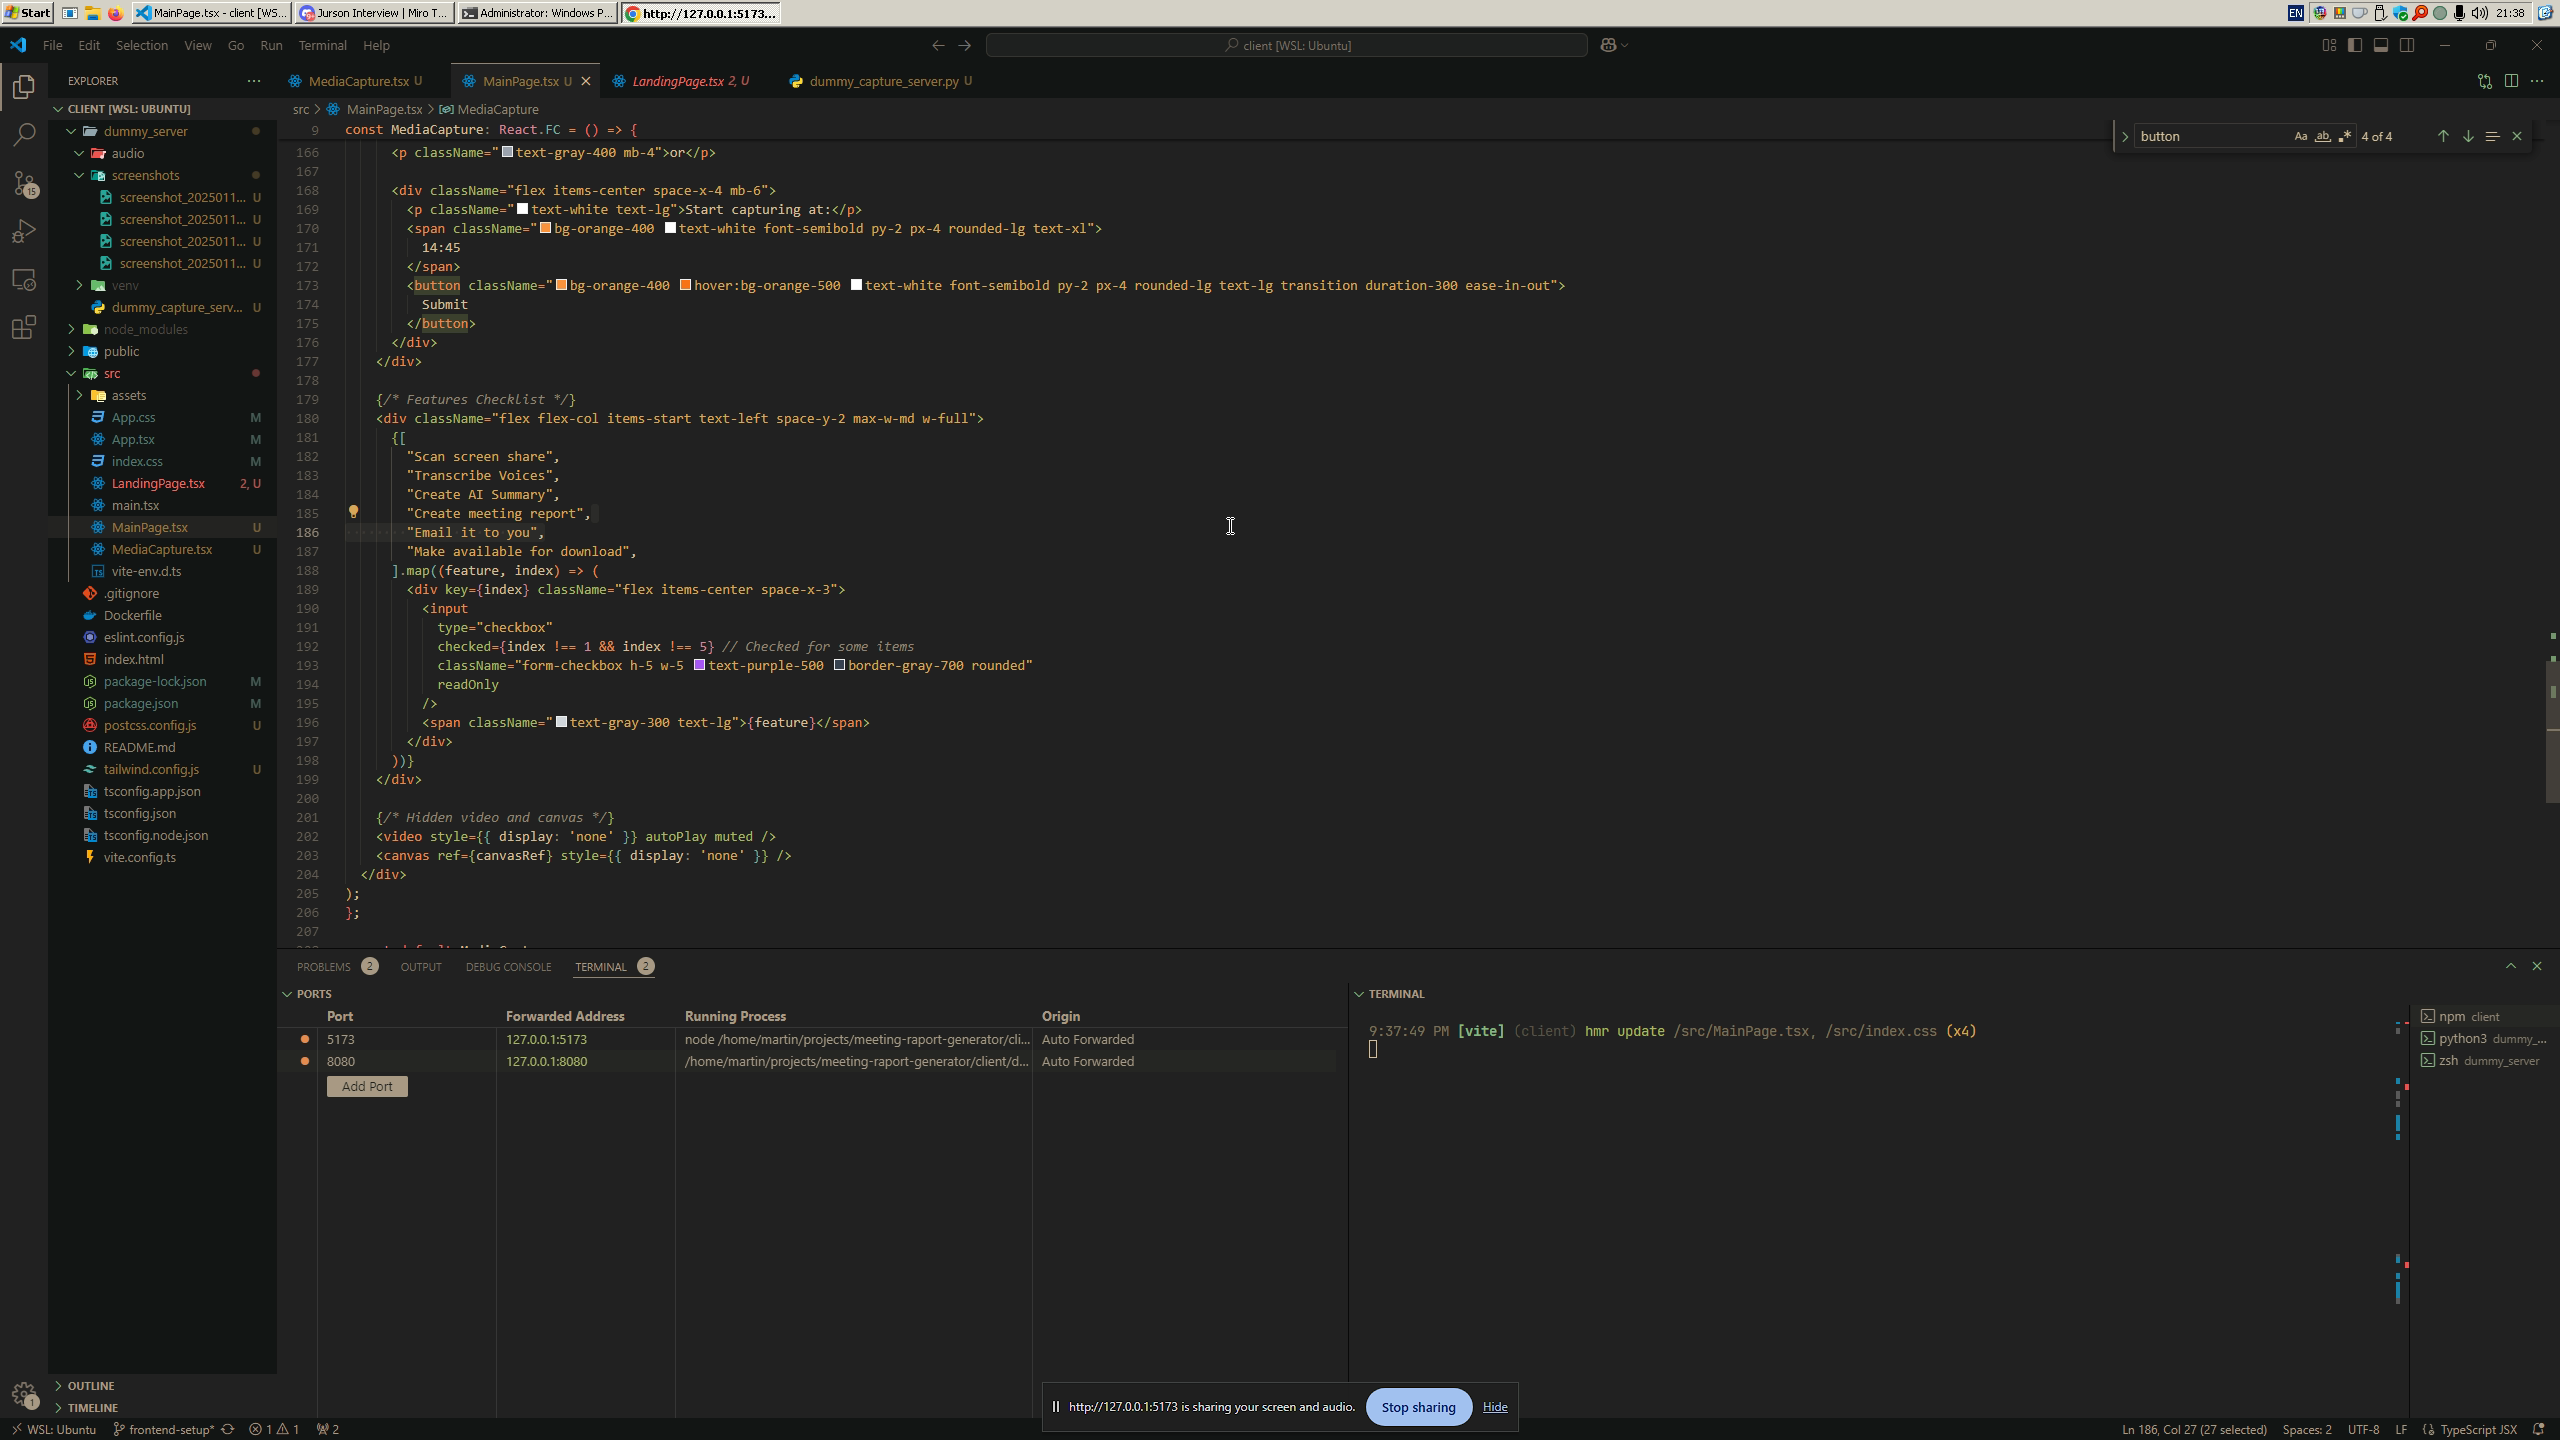 Start
MainPage.tsx - client [WS...
Jurson Interview | Miro T...
Administrator: Windows P...
http://127.0.0.1:5173...
EN
21:38
File Edit Selection View Go Run Terminal Help
client [WSL: Ubuntu]
EXPLORER
MediaCapture.tsx U
MainPage.tsx U
LandingPage.tsx 2, U
dummy_capture_server.py U
CLIENT [WSL: UBUNTU]
dummy_server
audio
screenshots
screenshot_2025011... U
screenshot_2025011... U
screenshot_2025011... U
screenshot_2025011... U
venv
dummy_capture_serv... U
node_modules
public
src
assets
App.css M
App.tsx M
index.css M
LandingPage.tsx 2, U
main.tsx
MainPage.tsx U
MediaCapture.tsx U
vite-env.d.ts
.gitignore
Dockerfile
eslint.config.js
index.html
package-lock.json M
package.json M
postcss.config.js U
README.md
tailwind.config.js U
tsconfig.app.json
tsconfig.json
tsconfig.node.json
vite.config.ts
OUTLINE
TIMELINE
15
1
src > MainPage.tsx > MediaCapture
button
Aa ab .* 4 of 4
9 const MediaCapture: React.FC = () => {
166 <p className="text-gray-400 mb-4">or</p>
167
168 <div className="flex items-center space-x-4 mb-6">
169 <p className="text-white text-lg">Start capturing at:</p>
170 <span className="bg-orange-400 text-white font-semibold py-2 px-4 rounded-lg text-xl">
171 14:45
172 </span>
173 <button className="bg-orange-400 hover:bg-orange-500 text-white font-semibold py-2 px-4 rounded-lg text-lg transition duration-300 ease-in-out">
174 Submit
175 </button>
176 </div>
177 </div>
178
179 {/* Features Checklist */}
180 <div className="flex flex-col items-start text-left space-y-2 max-w-md w-full">
181 {[
182 "Scan screen share",
183 "Transcribe Voices",
184 "Create AI Summary",
185 "Create meeting report",
186 "Email it to you",
187 "Make available for download",
188 ].map((feature, index) => (
189 <div key={index} className="flex items-center space-x-3">
190 <input
191 type="checkbox"
192 checked={index !== 1 && index !== 5} // Checked for some items
193 className="form-checkbox h-5 w-5 text-purple-500 border-gray-700 rounded"
194 readOnly
195 />
196 <span className="text-gray-300 text-lg">{feature}</span>
197 </div>
198 ))}
199 </div>
200
201 {/* Hidden video and canvas */}
202 <video style={{ display: 'none' }} autoPlay muted />
203 <canvas ref={canvasRef} style={{ display: 'none' }} />
204 </div>
205 );
206 };
207
PROBLEMS 2 OUTPUT DEBUG CONSOLE TERMINAL 2
PORTS
Port Forwarded Address Running Process Origin
5173 127.0.0.1:5173 node /home/martin/projects/meeting-raport-generator/cli... Auto Forwarded
8080 127.0.0.1:8080 /home/martin/projects/meeting-raport-generator/client/d... Auto Forwarded
Add Port
TERMINAL
9:37:49 PM [vite] (client) hmr update /src/MainPage.tsx, /src/index.css (x4)
npm client
python3 dummy_...
zsh dummy_server
http://127.0.0.1:5173 is sharing your screen and audio. Stop sharing Hide
WSL: Ubuntu frontend-setup* 1 1 2
Ln 186, Col 27 (27 selected) Spaces: 2 UTF-8 LF {} TypeScript JSX